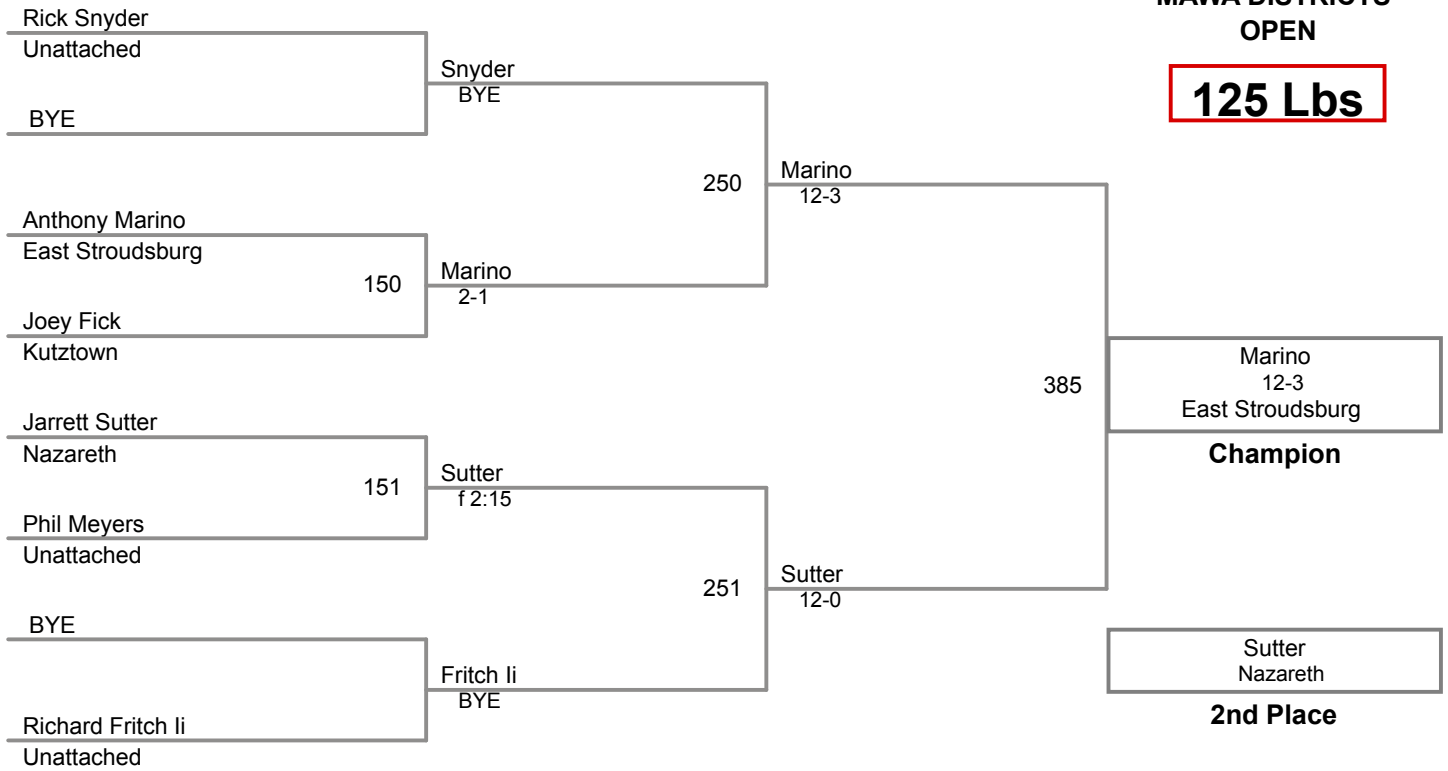 MAWA DISTRICTS
OPEN
125 Lbs
Rick Snyder
Unattached
BYE
Anthony Marino
East Stroudsburg
150
Joey Fick
Kutztown
Jarrett Sutter
Nazareth
151
Phil Meyers
Unattached
BYE
Richard Fritch Ii
Unattached
Snyder
BYE
250
Marino
2-1
Sutter
f 2:15
251
Fritch Ii
BYE
Marino
12-3
385
Sutter
12-0
Marino
12-3
East Stroudsburg
Champion
Sutter
Nazareth
2nd Place